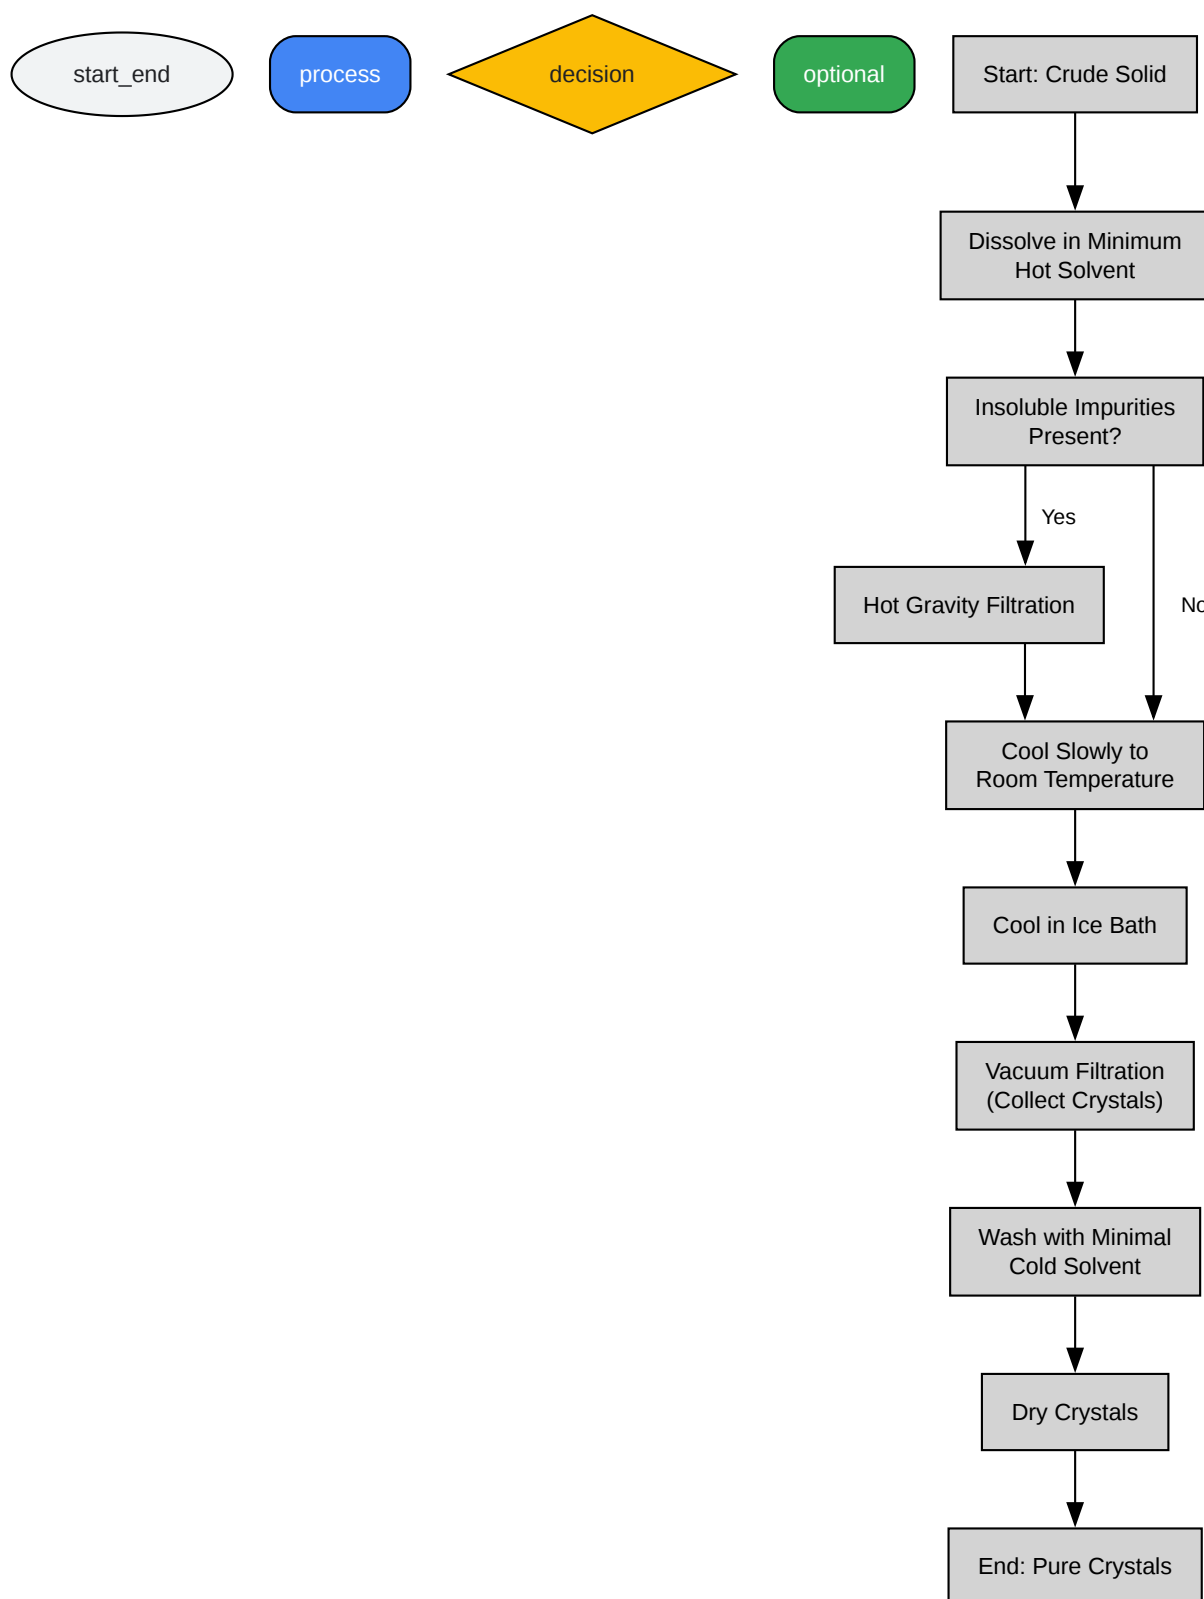 start_end
process
decision
optional
Start: Crude Solid
Dissolve in Minimum
Hot Solvent
Insoluble Impurities
Present?
Yes
Hot Gravity Filtration
No
Cool Slowly to
Room Temperature
Cool in Ice Bath
Vacuum Filtration
(Collect Crystals)
Wash with Minimal
Cold Solvent
Dry Crystals
End: Pure Crystals